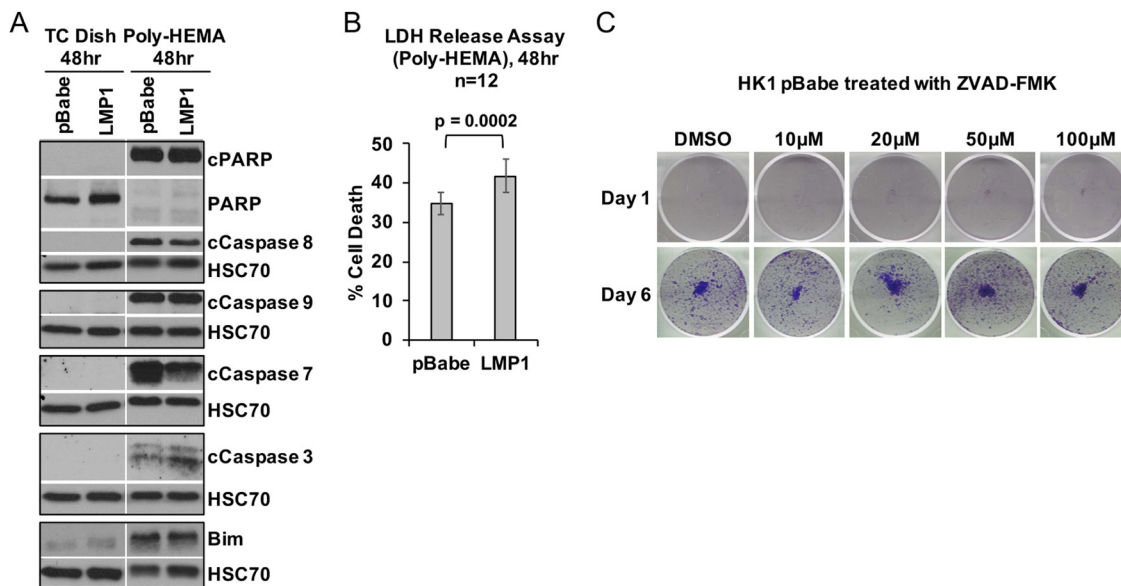 A
TC Dish Poly-HEMA
48hr 48hr
pBabe LMP1 pBabe LMP1
cPARP
PARP
cCaspase 8
HSC70
cCaspase 9
HSC70
cCaspase 7
HSC70
cCaspase 3
HSC70
Bim
HSC70
B
LDH Release Assay
(Poly-HEMA), 48hr
n=12
p = 0.0002
% Cell Death
50
40
30
20
10
0
pBabe LMP1
C
HK1 pBabe treated with ZVAD-FMK
DMSO 10μM 20μM 50μM 100μM
Day 1
Day 6